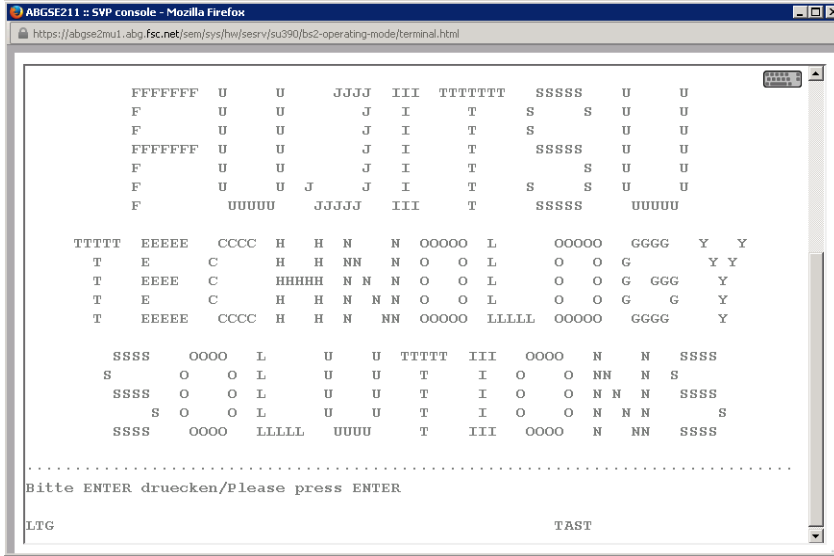 ABGSE211 :: SVP console - Mozilla Firefox
https://abgse2mu1.abg.fsc.net/sem/sys/hw/sesrv/su390/bs2-operating-mode/terminal.html
FUJITSU
TECHNOLOGY
SOLUTIONS
Bitte ENTER druecken/Please press ENTER
LTG TAST